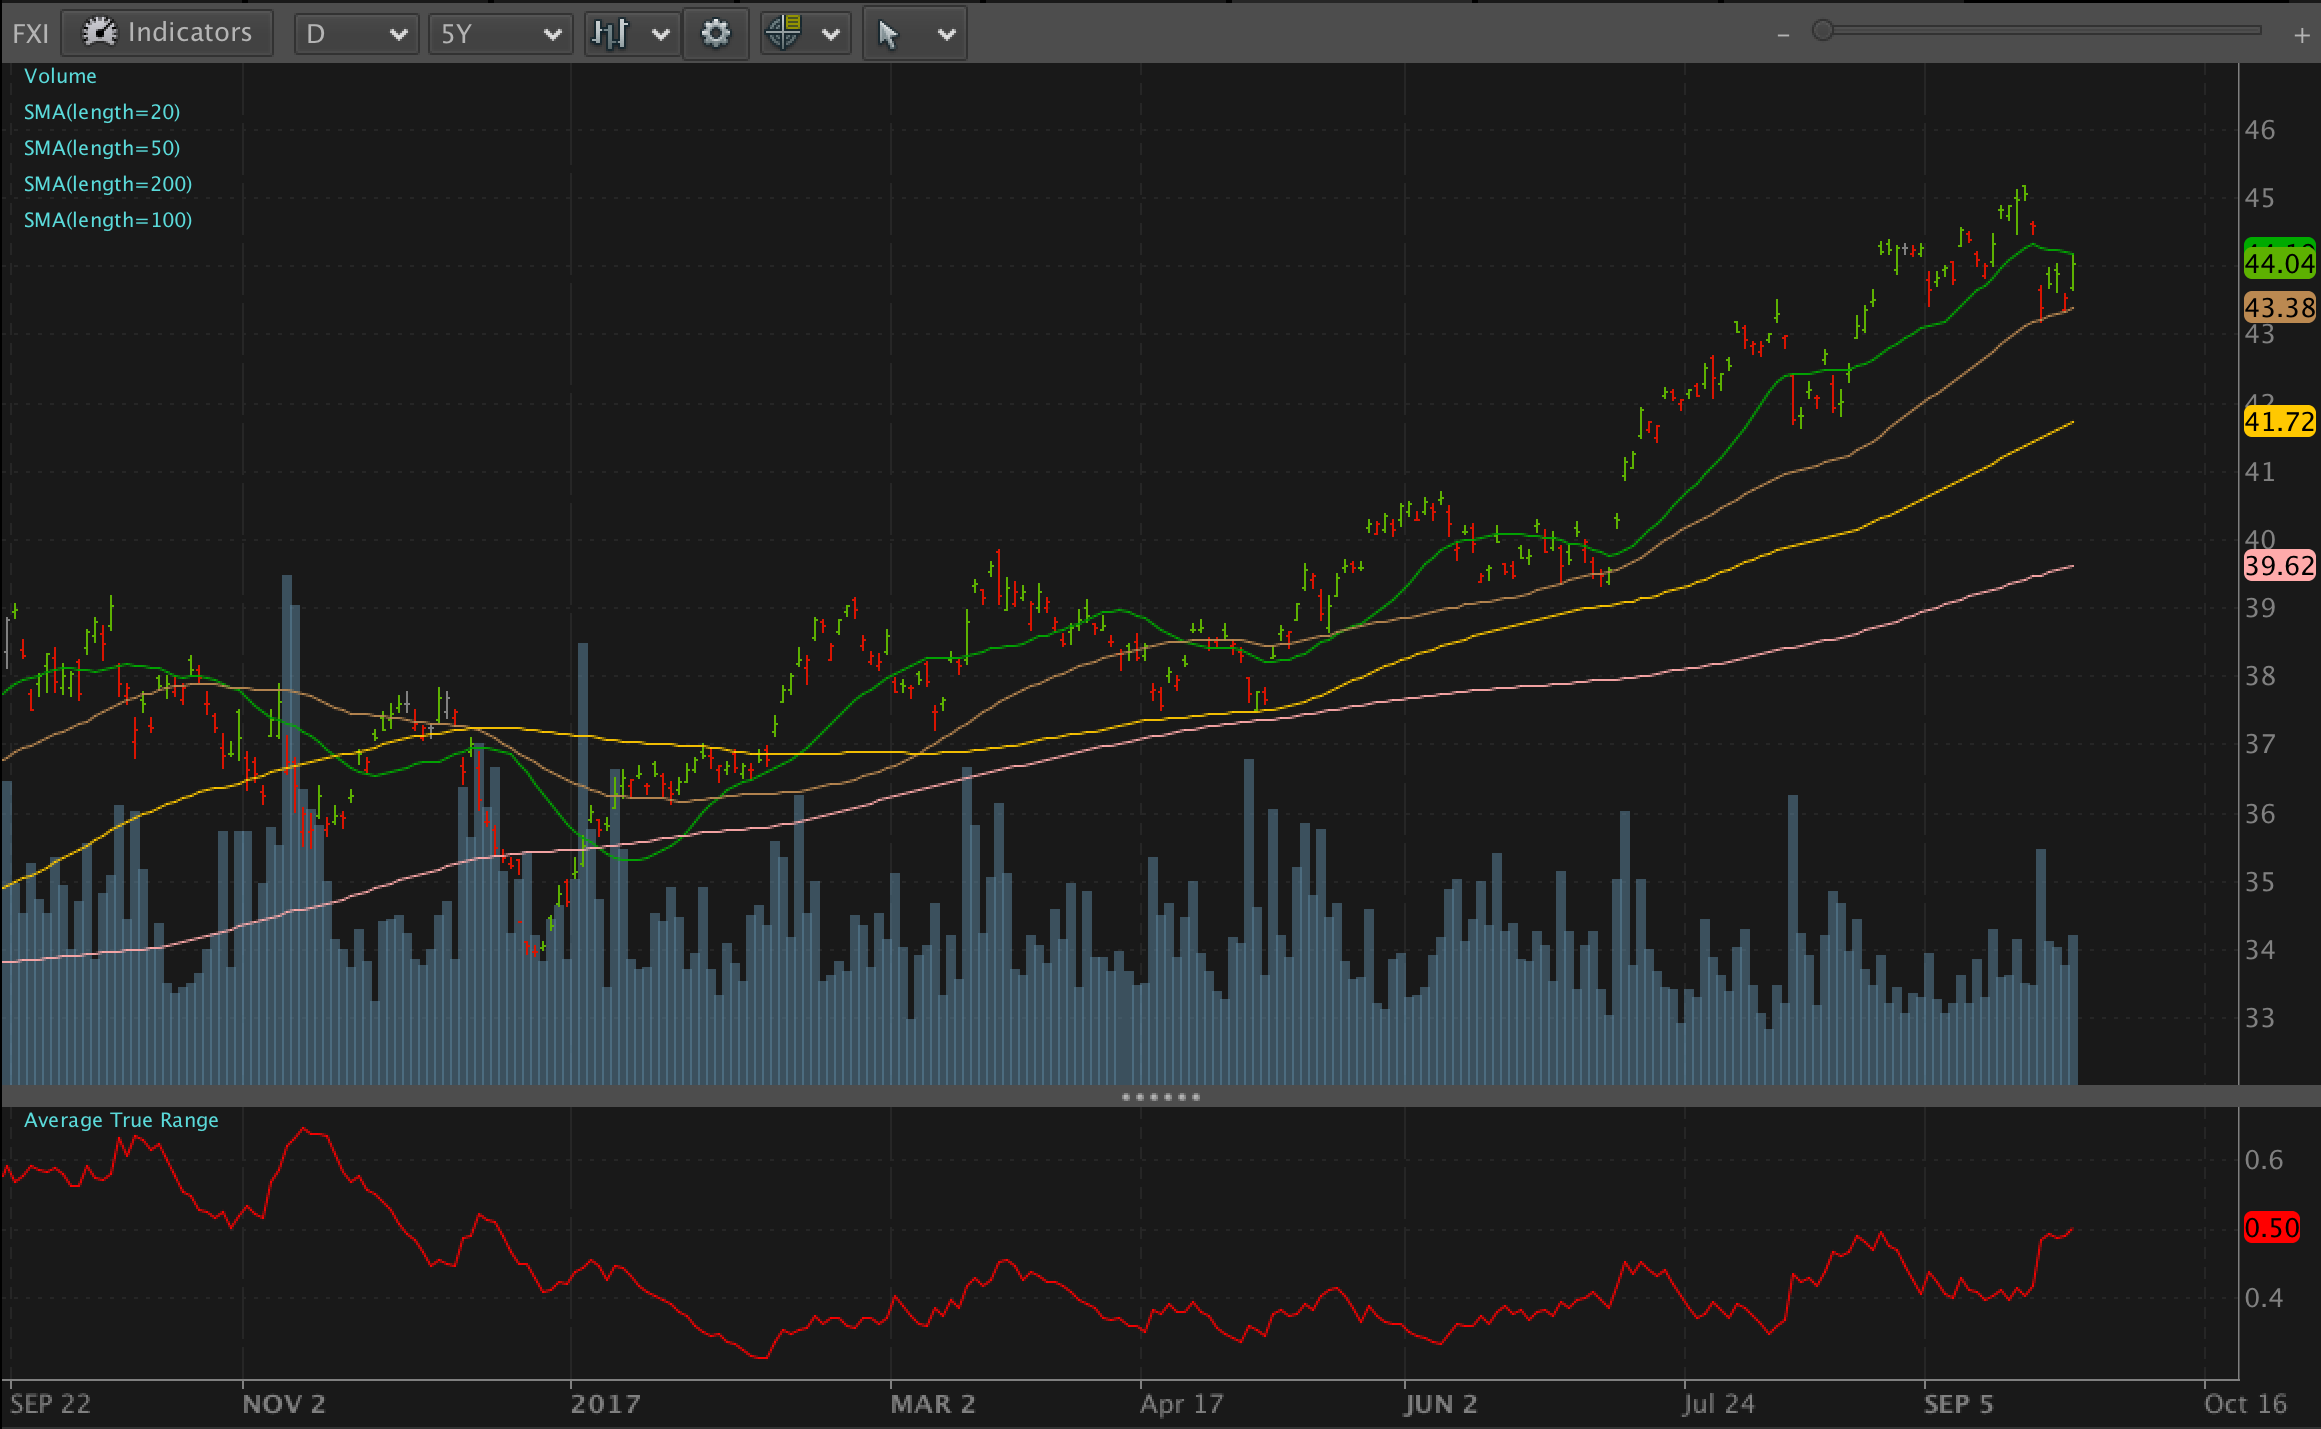 FXI Indicators D 5Y - +
Volume
SMA(length=20)
SMA(length=50)
SMA(length=200)
SMA(length=100)
46
45
44.04
43.38
43
42
41.72
41
40
39.62
39
38
37
36
35
34
33
Average True Range
0.6
0.50
0.4
SEP 22 NOV 2 2017 MAR 2 Apr 17 JUN 2 Jul 24 SEP 5 Oct 16